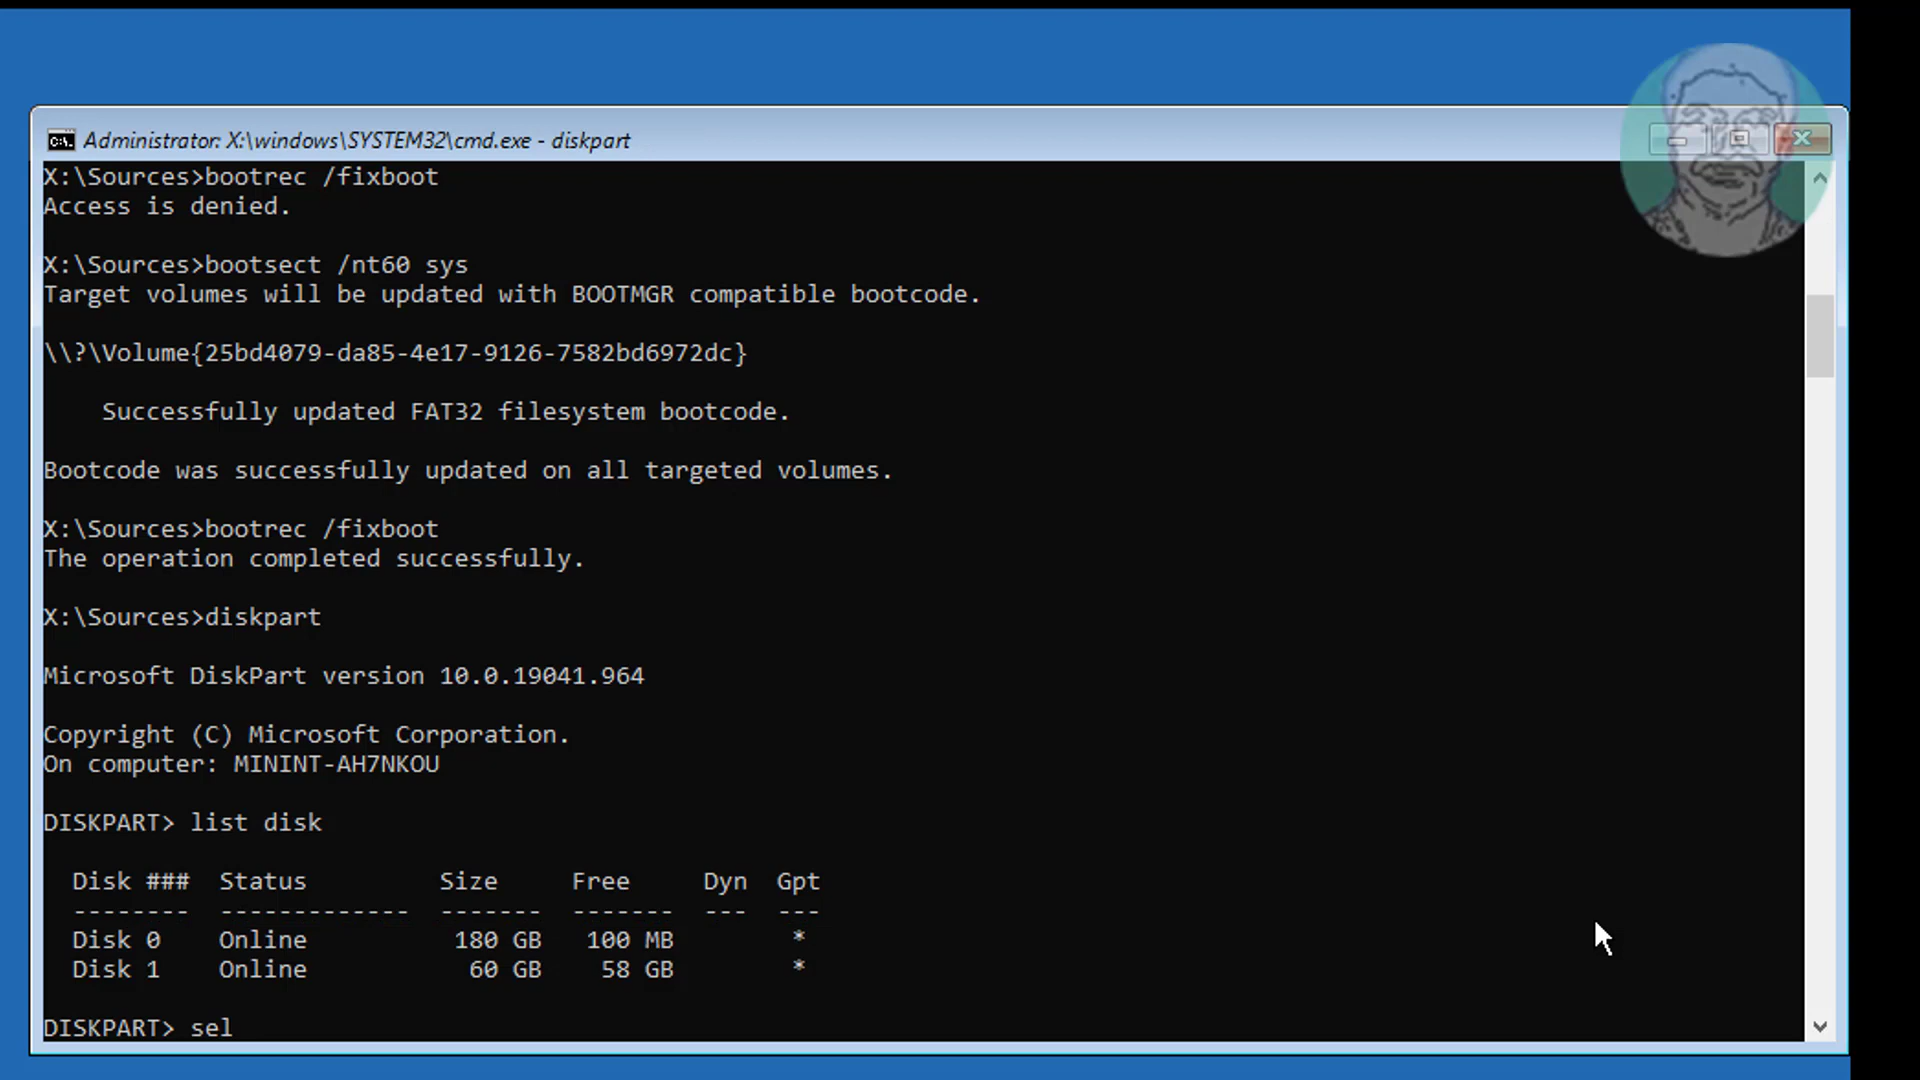 Administrator: X:\windows\SYSTEM32\cmd.exe - diskpart
X:\Sources>bootrec /fixboot
Access is denied.
X:\Sources>bootsect /nt60 sys
Target volumes will be updated with BOOTMGR compatible bootcode.
\\?\Volume{25bd4079-da85-4e17-9126-7582bd6972dc}
Successfully updated FAT32 filesystem bootcode.
Bootcode was successfully updated on all targeted volumes.
X:\Sources>bootrec /fixboot
The operation completed successfully.
X:\Sources>diskpart
Microsoft DiskPart version 10.0.19041.964
Copyright (C) Microsoft Corporation.
On computer: MININT-AH7NKOU
DISKPART> list disk
Disk ### Status Size Free Dyn Gpt
-------- ------------- ------- ------- --- ---
Disk 0 Online 180 GB 100 MB *
Disk 1 Online 60 GB 58 GB *
DISKPART> sel